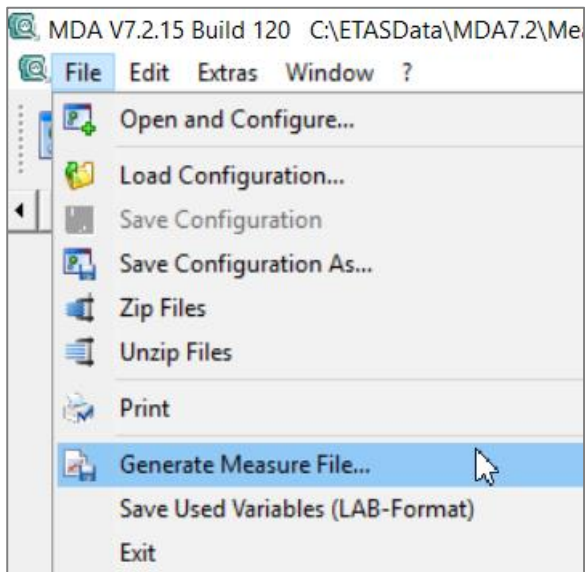 MDA V7.2.15 Build 120 C:\ETASData\MDA7.2\Mea
File Edit Extras Window ?
Open and Configure...
Load Configuration...
Save Configuration
Save Configuration As...
Zip Files
Unzip Files
Print
Generate Measure File...
Save Used Variables (LAB-Format)
Exit